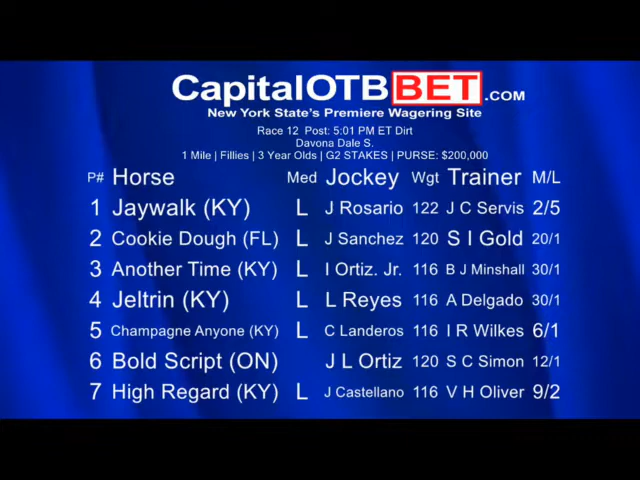 CapitalOTBBET.COM
New York State's Premiere Wagering Site
Race 12 Post: 5:01 PM ET Dirt
Davona Dale S.
1 Mile | Fillies | 3 Year Olds | G2 STAKES | PURSE: $200,000
P# Horse Med Jockey Wgt Trainer M/L
1 Jaywalk (KY) L J Rosario 122 J C Servis 2/5
2 Cookie Dough (FL) L J Sanchez 120 S I Gold 20/1
3 Another Time (KY) L I Ortiz. Jr. 116 B J Minshall 30/1
4 Jeltrin (KY) L L Reyes 116 A Delgado 30/1
5 Champagne Anyone (KY) L C Landeros 116 I R Wilkes 6/1
6 Bold Script (ON) J L Ortiz 120 S C Simon 12/1
7 High Regard (KY) L J Castellano 116 V H Oliver 9/2